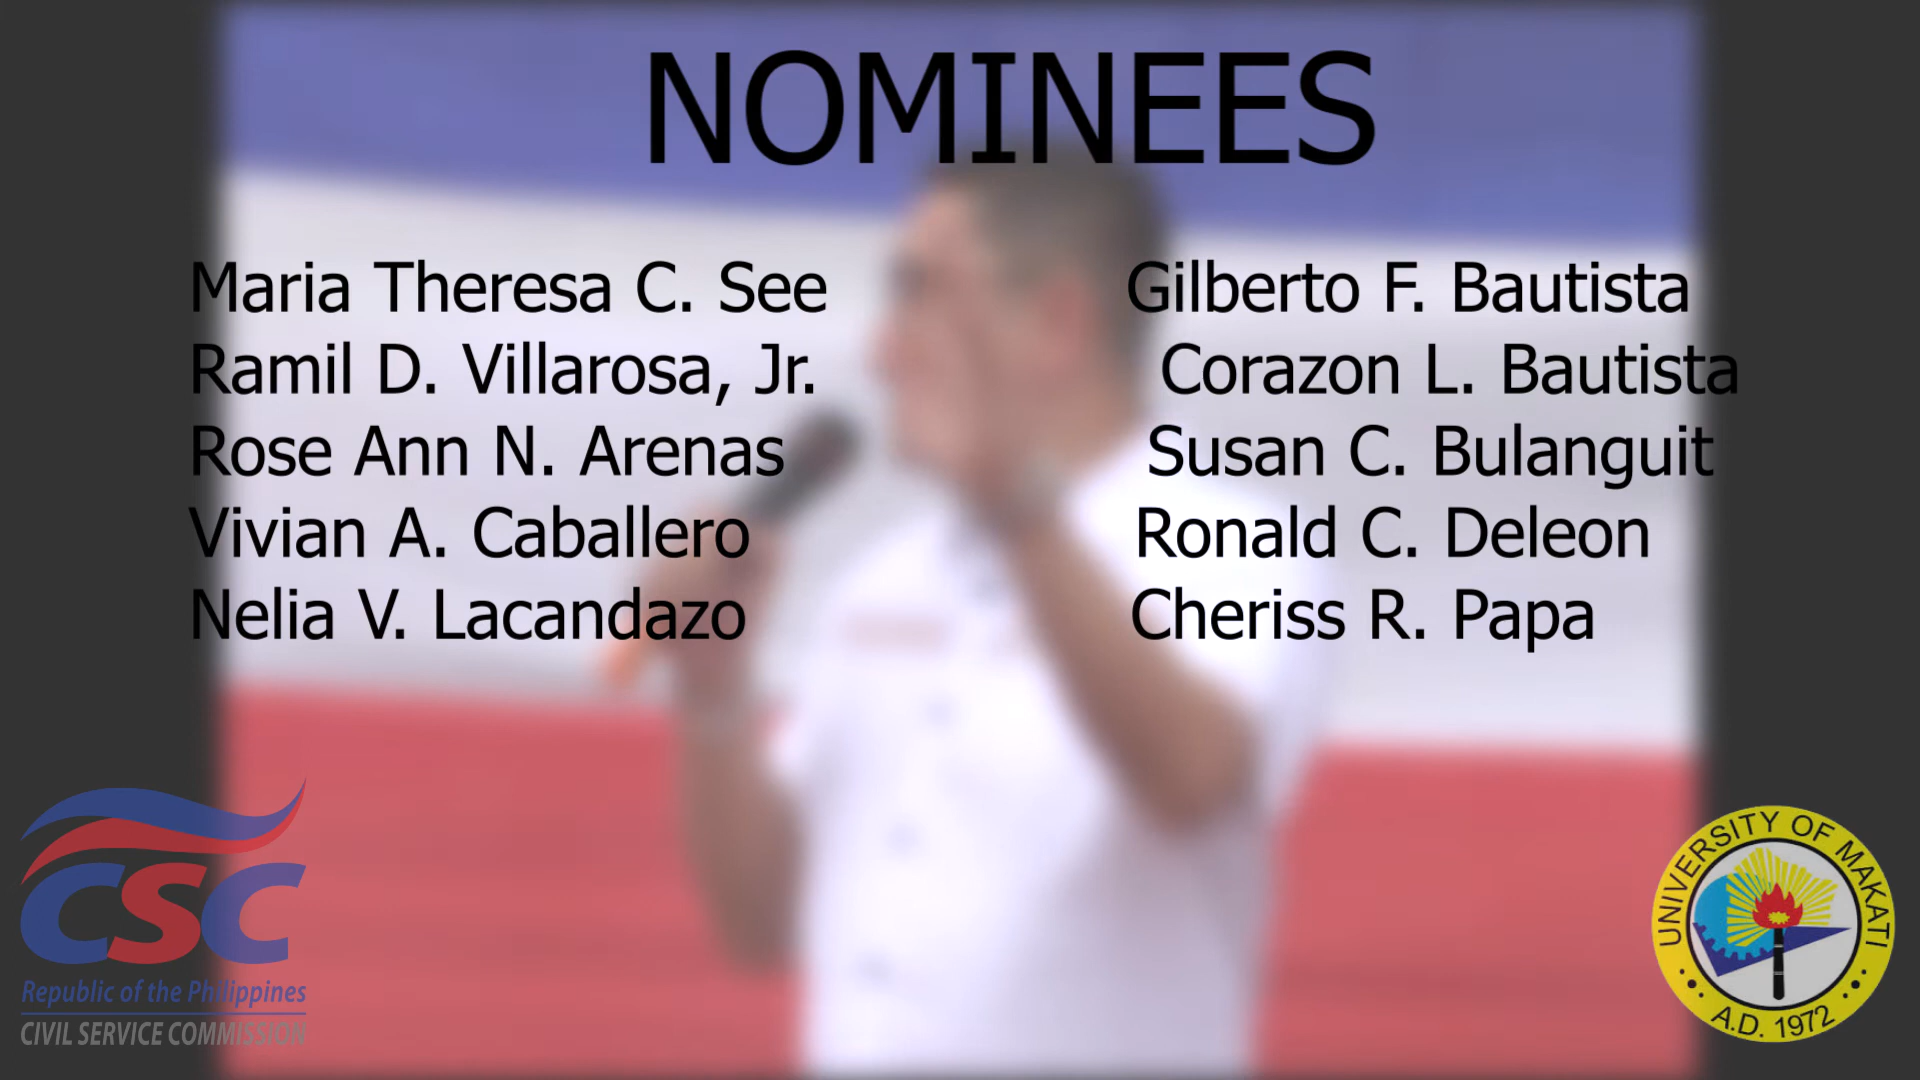 NOMINEES
Maria Theresa C. See
Ramil D. Villarosa, Jr.
Rose Ann N. Arenas
Vivian A. Caballero
Nelia V. Lacandazo
Gilberto F. Bautista
Corazon L. Bautista
Susan C. Bulanguit
Ronald C. Deleon
Cheriss R. Papa
CSC
Republic of the Philippines
CIVIL SERVICE COMMISSION
UNIVERSITY OF MAKATI
A.D. 1972